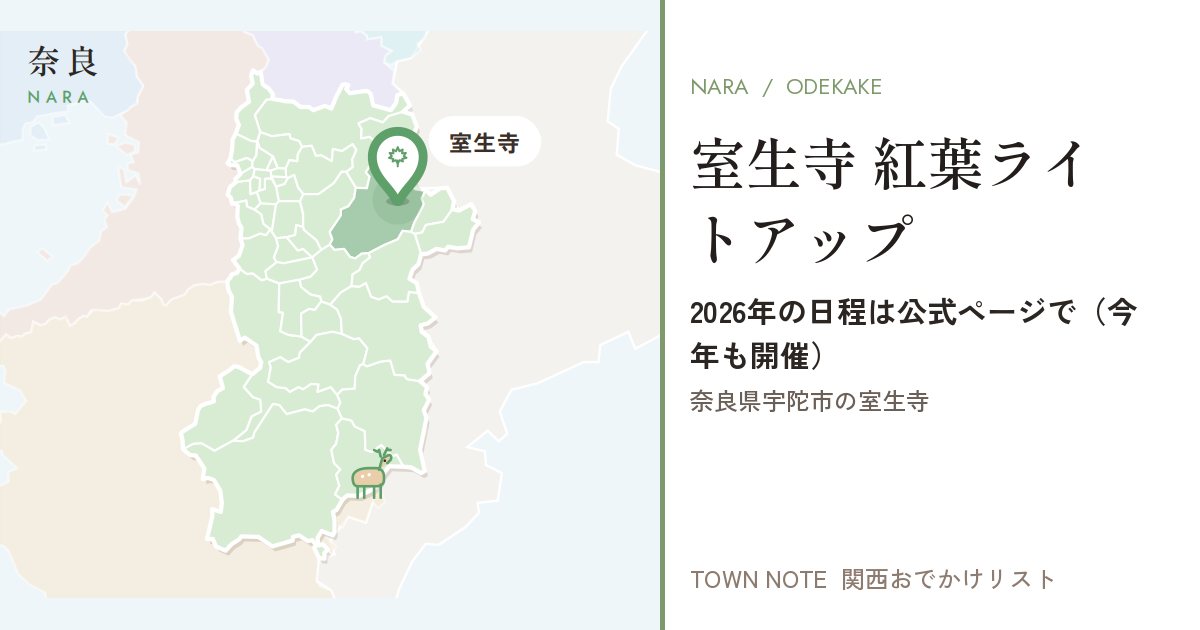 奈良
NARA
室生寺
NARA / ODEKAKE
室生寺 紅葉ライ
トアップ
2026年の日程は公式ページで（今
年も開催）
奈良県宇陀市の室生寺
TOWN NOTE 関西おでかけリスト